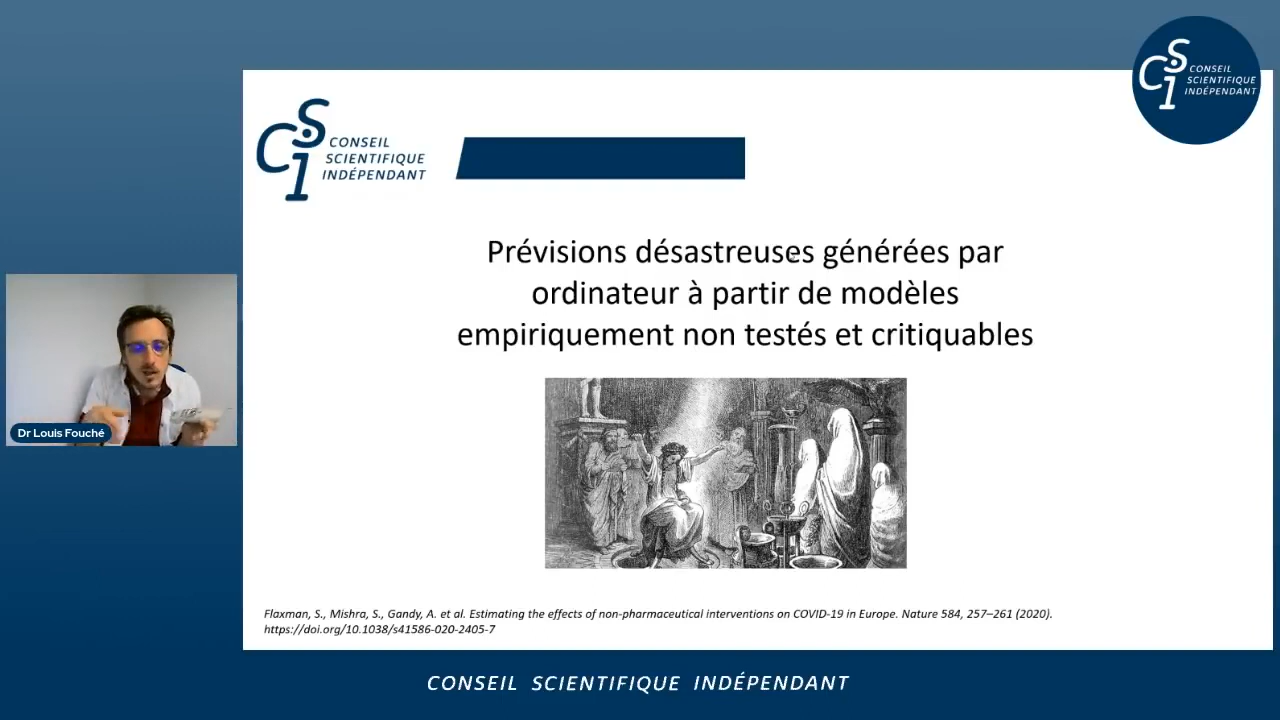 CONSEIL
SCIENTIFIQUE
INDÉPENDANT
CSI
CONSEIL
SCIENTIFIQUE
INDÉPENDANT
CSI
Prévisions désastreuses générées par
ordinateur à partir de modèles
empiriquement non testés et critiquables
Dr Louis Fouché
Flaxman, S., Mishra, S., Gandy, A. et al. Estimating the effects of non-pharmaceutical interventions on COVID-19 in Europe. Nature 584, 257–261 (2020).
https://doi.org/10.1038/s41586-020-2405-7
CONSEIL SCIENTIFIQUE INDÉPENDANT